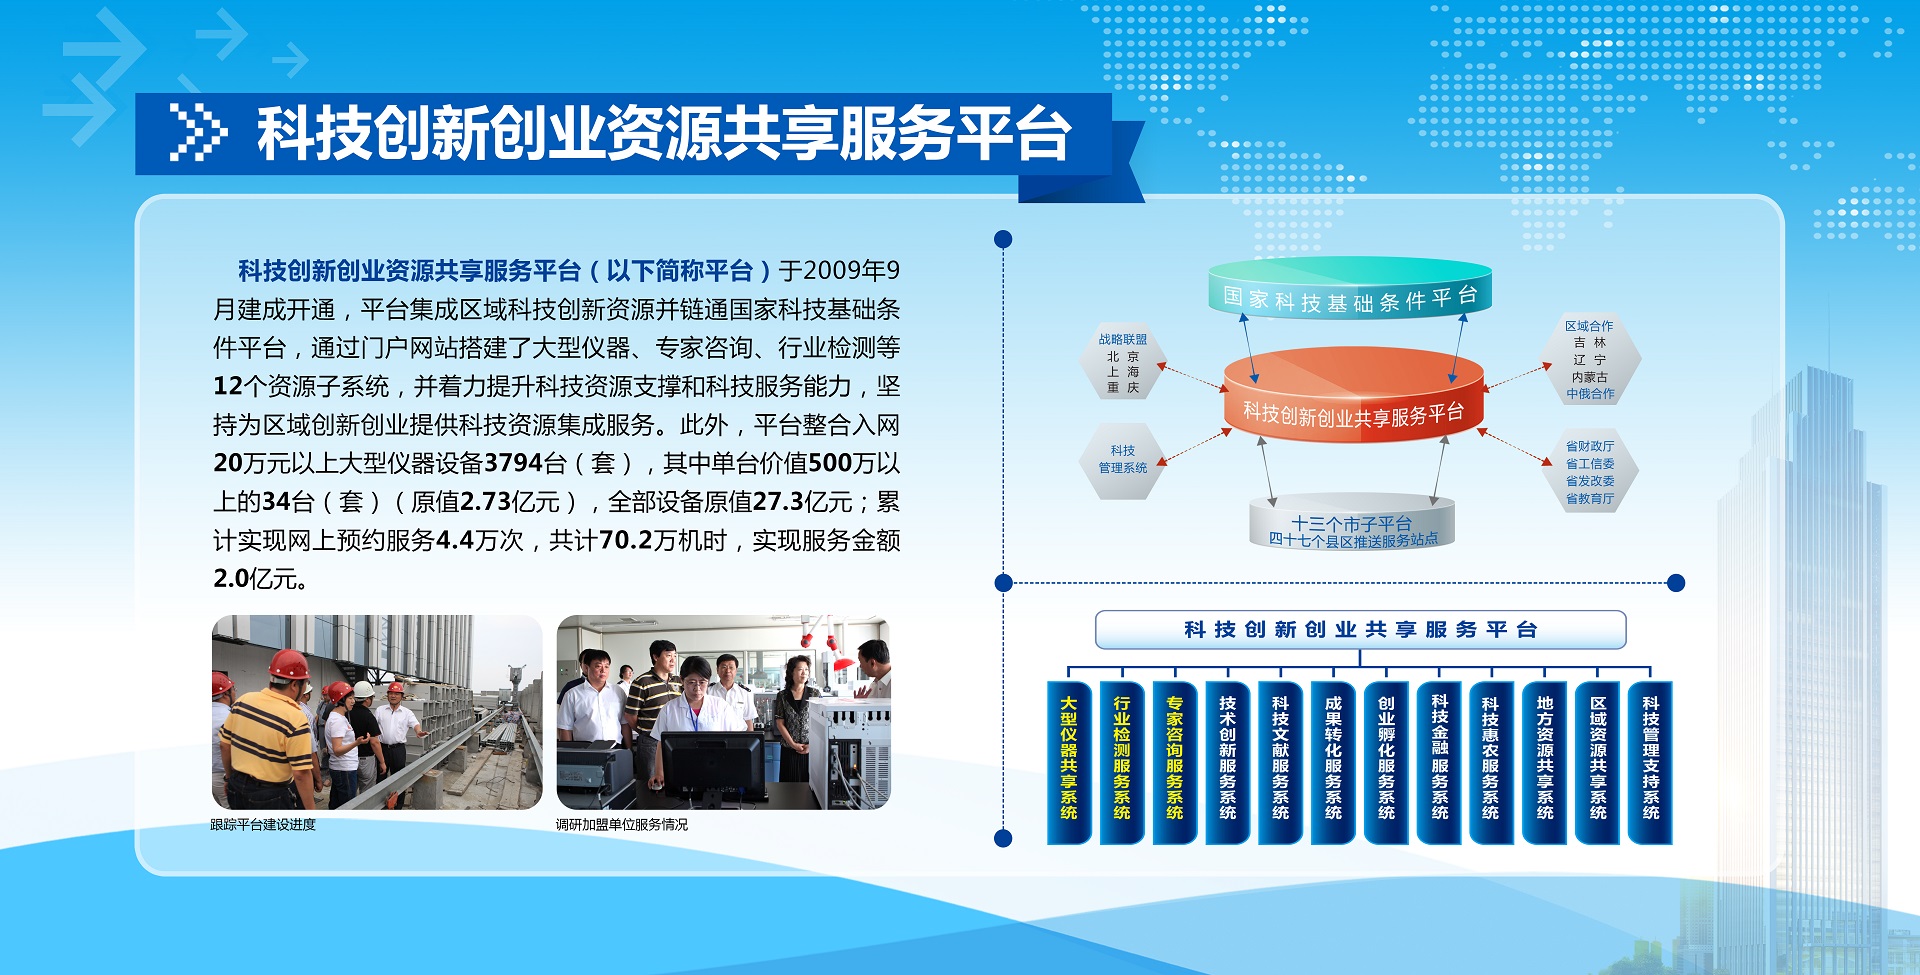 科技创新创业资源共享服务平台
科技创新创业资源共享服务平台（以下简称平台）于2009年9
月建成开通，平台集成区域科技创新资源并链通国家科技基础条
件平台，通过门户网站搭建了大型仪器、专家咨询、行业检测等
12个资源子系统，并着力提升科技资源支撑和科技服务能力，坚
持为区域创新创业提供科技资源集成服务。此外，平台整合入网
20万元以上大型仪器设备3794台（套），其中单台价值500万以
上的34台（套）（原值2.73亿元），全部设备原值27.3亿元；累
计实现网上预约服务4.4万次，共计70.2万机时，实现服务金额
2.0亿元。
跟踪平台建设进度
调研加盟单位服务情况
国家科技基础条件平台
战略联盟
北 京
上 海
重 庆
区域合作
吉 林
辽 宁
内蒙古
中俄合作
科技创新创业共享服务平台
科技
管理系统
省财政厅
省工信委
省发改委
省教育厅
十三个市子平台
四十七个县区推送服务站点
科技创新创业共享服务平台
大型仪器共享系统
行业检测服务系统
专家咨询服务系统
技术创新服务系统
科技文献服务系统
成果转化服务系统
创业孵化服务系统
科技金融服务系统
科技惠农服务系统
地方资源共享系统
区域资源共享系统
科技管理支持系统